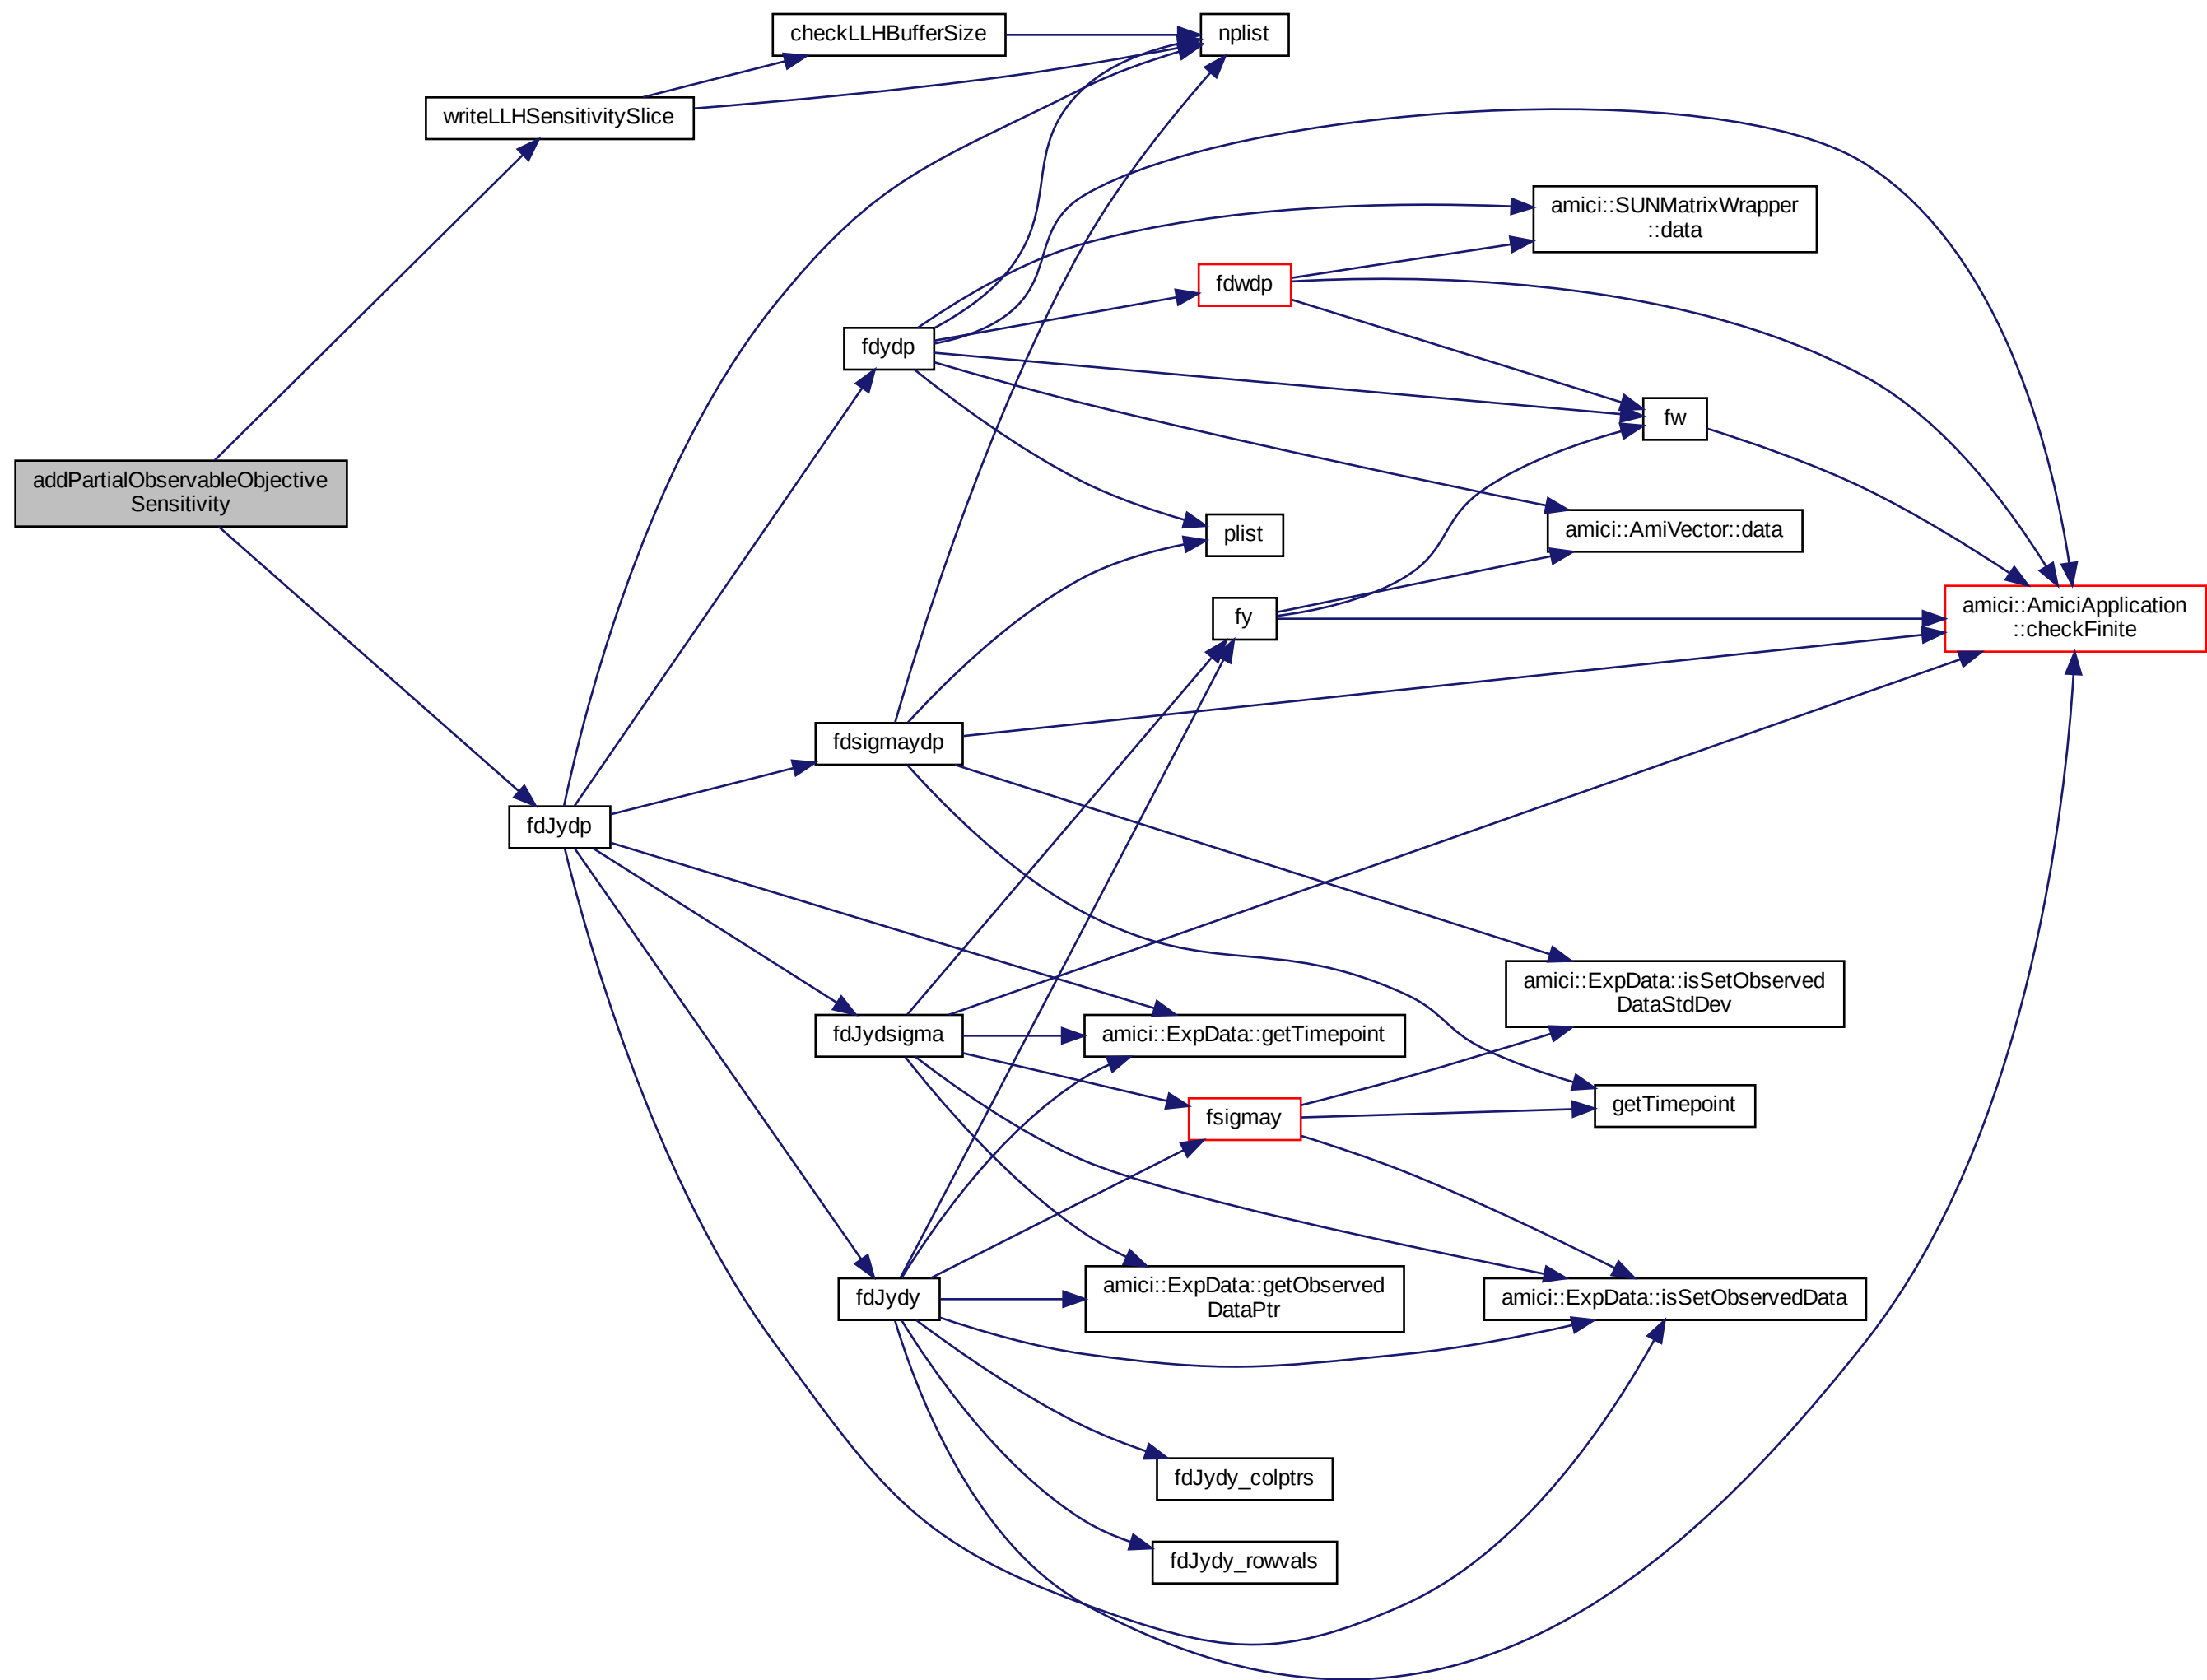 checkLLHBufferSize
nplist
writeLLHSensitivitySlice
amici::SUNMatrixWrapper
::data
fdwdp
fdydp
fw
addPartialObservableObjective
Sensitivity
plist
amici::AmiVector::data
fy
amici::AmiciApplication
::checkFinite
fdsigmaydp
fdJydp
amici::ExpData::isSetObserved
DataStdDev
fdJydsigma
amici::ExpData::getTimepoint
fsigmay
getTimepoint
fdJydy
amici::ExpData::getObserved
DataPtr
amici::ExpData::isSetObservedData
fdJydy_colptrs
fdJydy_rowvals